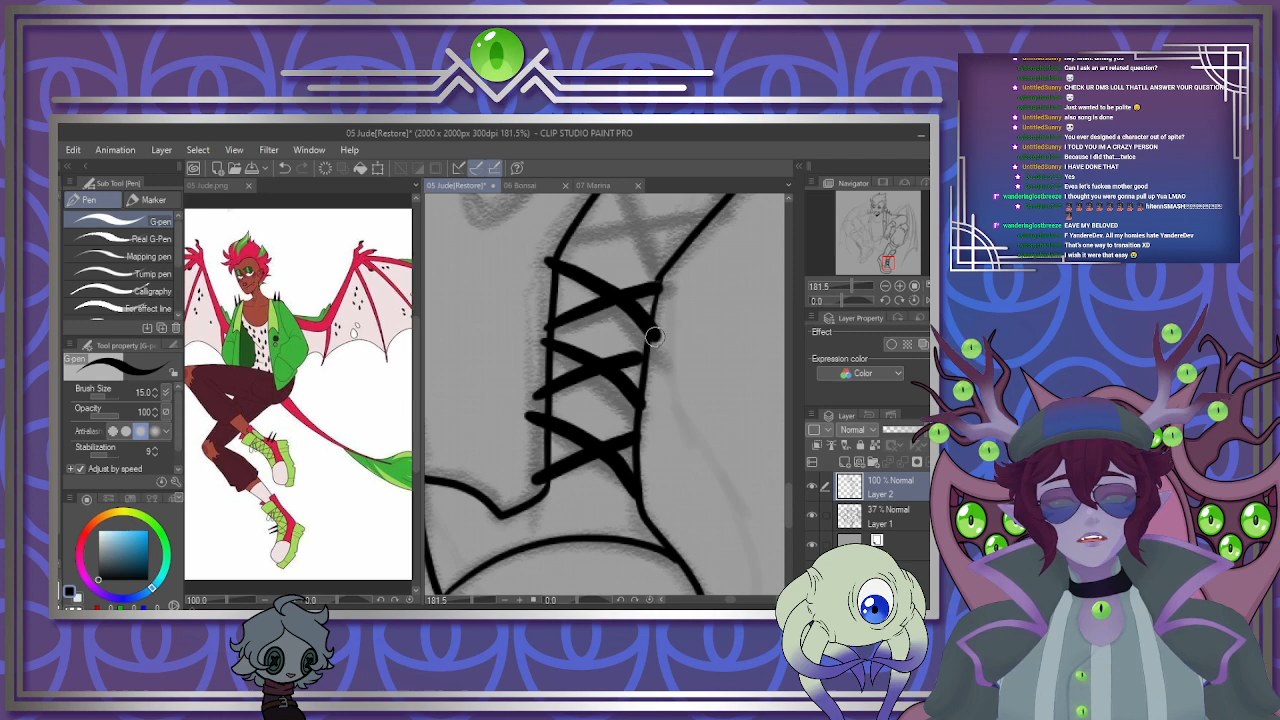 05 Jude[Restore]* (2000 x 2000px 300dpi 181.5%) - CLIP STUDIO PAINT PRO
Edit Animation Layer Select View Filter Window Help
Sub Tool [Pen]
05 Jude.png
05 Jude[Restore]*
06 Bonsai
07 Marina
Navigator
Pen
Marker
G-pen
Real G-Pen
Mapping pen
Turnip pen
Calligraphy
For effect line
Tool property [G-p
G-pen
Brush Size 15.0
Opacity 100
Anti-alias
Stabilization 9
Adjust by speed
181.5
0.0
Layer Property
Effect
Expression color
Color
Layer
Normal
100 % Normal
Layer 2
37 % Normal
Layer 1
100.0
0.0
181.5
0.0
Can I ask an art related question?
UntitledSunny CHECK UR DMS LOLL THATLL ANSWER YOUR QUESTION
Just wanted to be polite
UntitledSunny also song is done
UntitledSunny
You ever designed a character out of spite?
UntitledSunny I TOLD YOU IM A CRAZY PERSON
Because I did that....twice
UntitledSunny I HAVE DONE THAT
UntitledSunny Yes
UntitledSunny Eves let's fucken mother good
wanderinglostbreeze I thought you were gonna pull up Yua LMAO
UntitledSunny
wanderinglostbreeze EAVE MY BELOVED
F YandereDev. All my homies hate YandereDev
That's one way to transition XD
I wish it were that easy